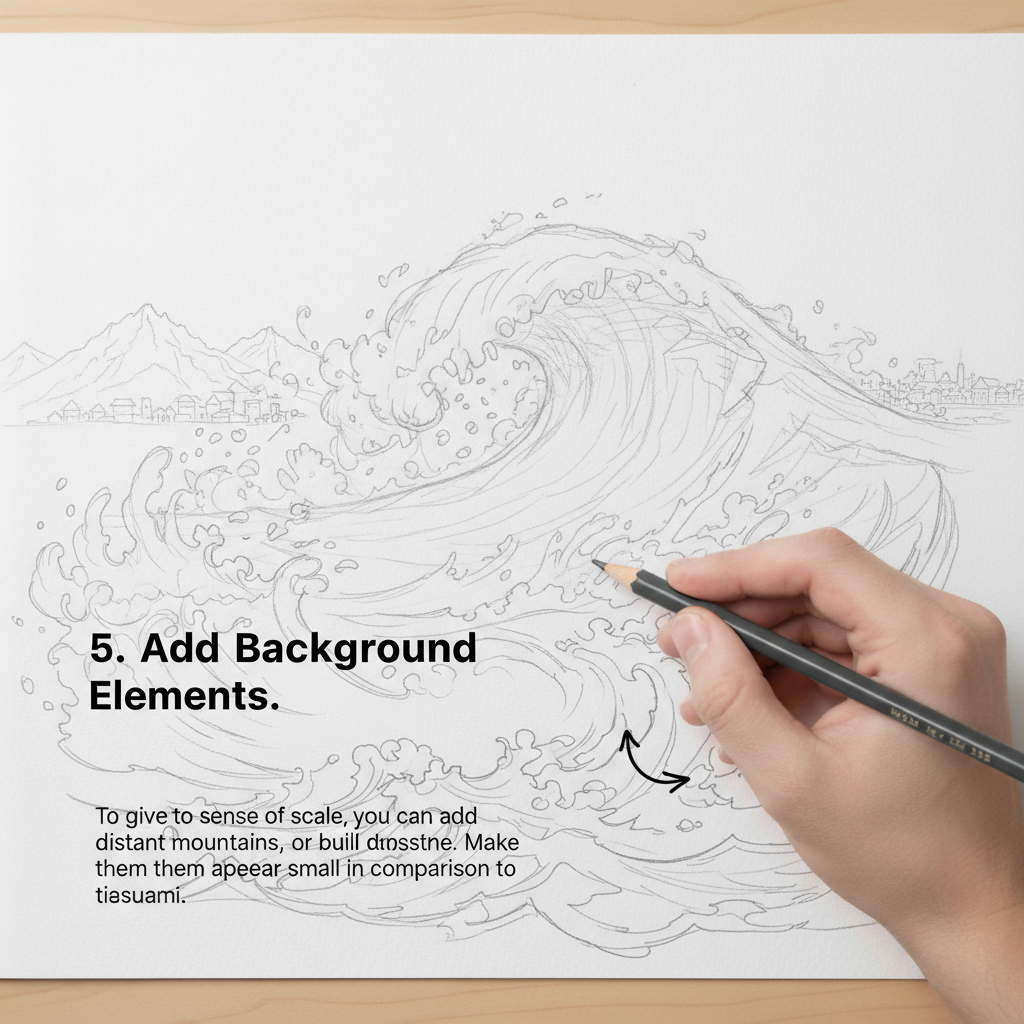 5. Add Background
Elements.
To give to sense of scale, you can add
distant mountains, or buill dtosstne. Make
them them apeear small in comparison to
tiasuami.